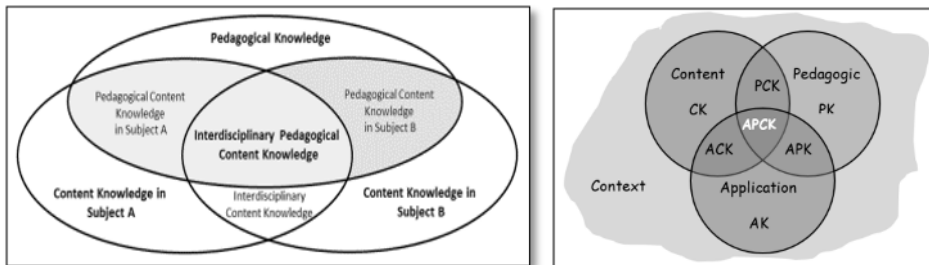 Pedagogical Knowledge
Pedagogical Content
Knowledge
in Subject A
Pedagogical Content
Knowledge
in Subject B
Interdisciplinary Pedagogical
Content Knowledge
Content Knowledge in
Subject A
Interdisciplinary
Content Knowledge
Content Knowledge in
Subject B
Content
CK
PCK
Pedagogic
PK
APCK
ACK
APK
Context
Application
AK